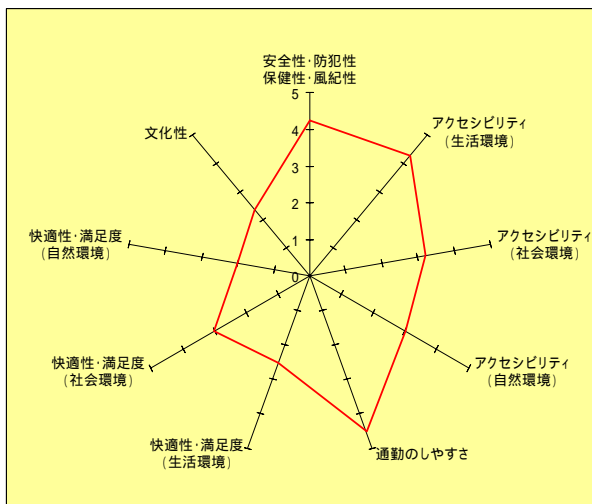 安全性・防犯性
保健性・風紀性
5
4
3
2
1
0
アクセシビリティ
(生活環境)
アクセシビリティ
(社会環境)
アクセシビリティ
(自然環境)
通勤のしやすさ
快適性・満足度
(生活環境)
快適性・満足度
(社会環境)
快適性・満足度
(自然環境)
文化性